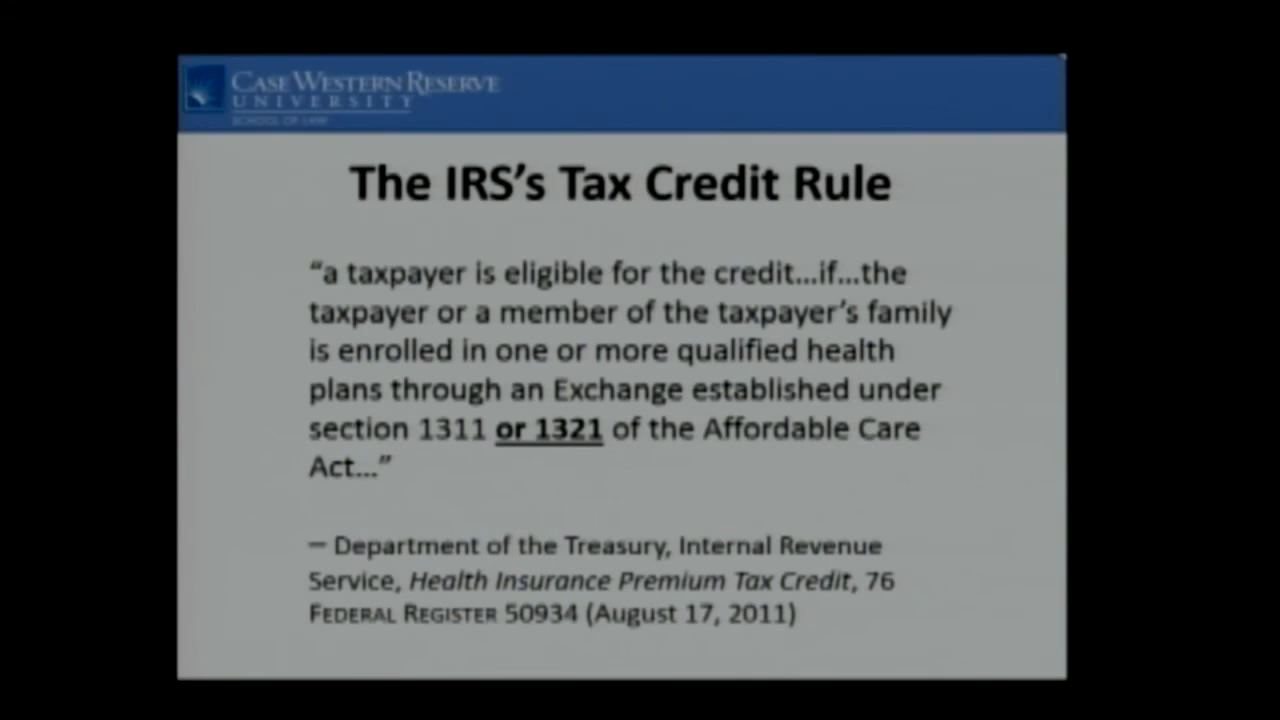 CASE WESTERN RESERVE
UNIVERSITY
SCHOOL OF LAW
The IRS's Tax Credit Rule
“a taxpayer is eligible for the credit...if...the
taxpayer or a member of the taxpayer’s family
is enrolled in one or more qualified health
plans through an Exchange established under
section 1311 or 1321 of the Affordable Care
Act...”
– Department of the Treasury, Internal Revenue
Service, Health Insurance Premium Tax Credit, 76
FEDERAL REGISTER 50934 (August 17, 2011)